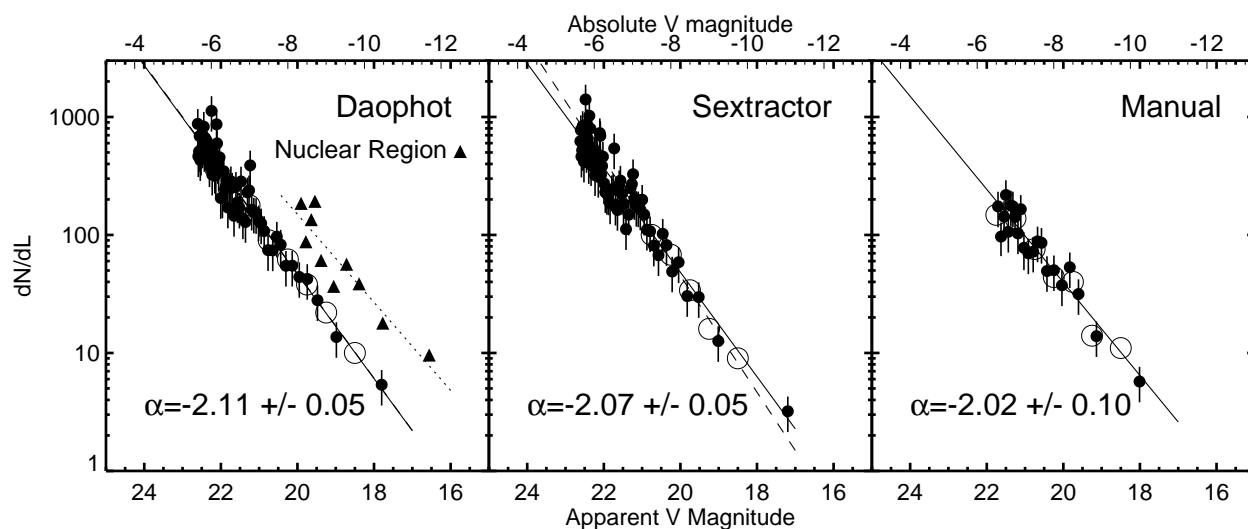 Absolute V magnitude
-4 -6 -8 -10 -12 -4 -6 -8 -10 -12 -4 -6 -8 -10 -12
Daophot Sextractor Manual
Nuclear Region
dN/dL
1000
100
10
1
α=-2.11 +/- 0.05 α=-2.07 +/- 0.05 α=-2.02 +/- 0.10
24 22 20 18 16 24 22 20 18 16 24 22 20 18 16
Apparent V Magnitude